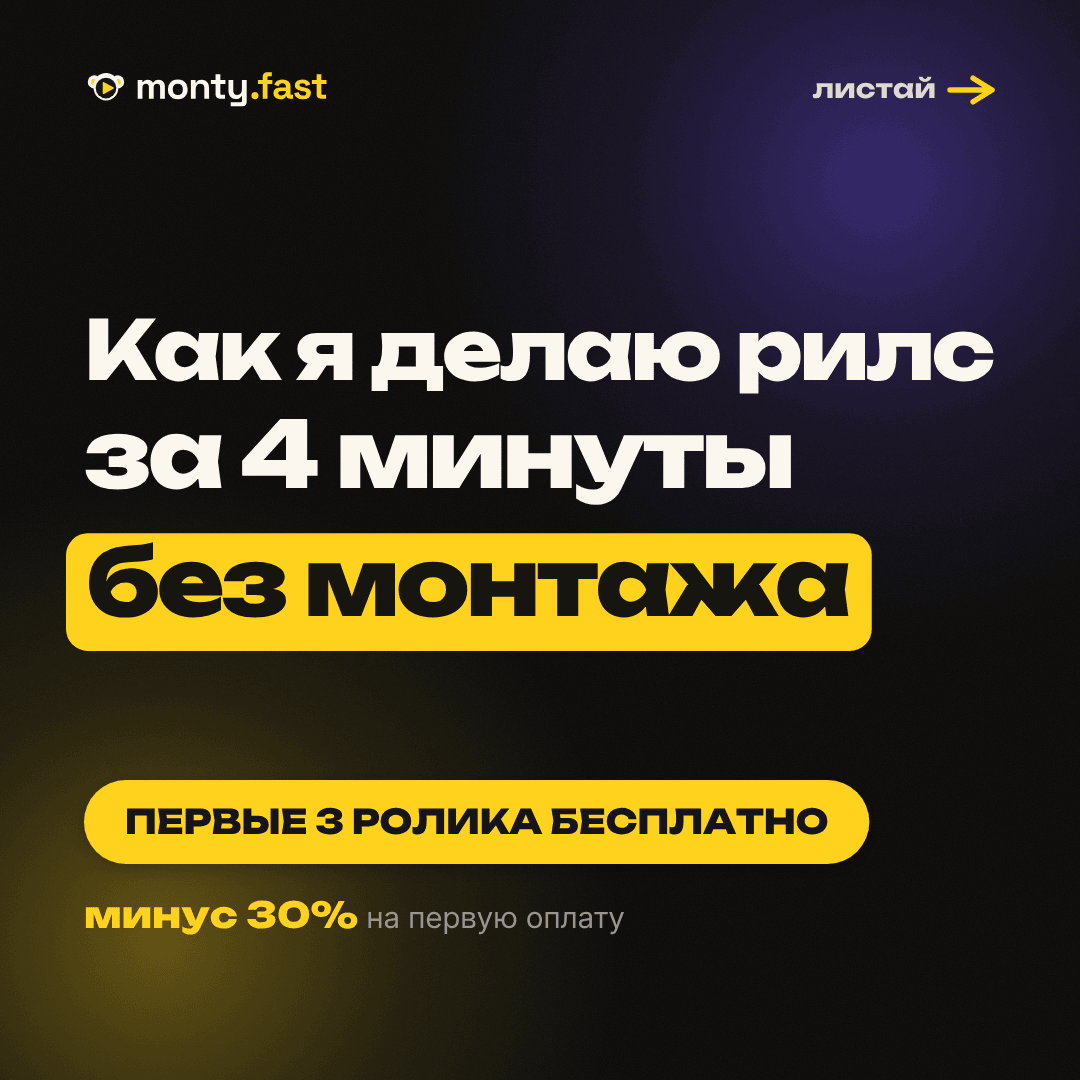 monty.fast
листай
Как я делаю рилс
за 4 минуты
без монтажа
ПЕРВЫЕ 3 РОЛИКА БЕСПЛАТНО
минус 30% на первую оплату